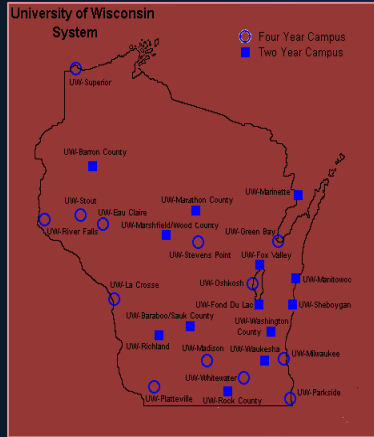 University of Wisconsin
System
Four Year Campus
Two Year Campus
UW-Superior
UW-Barron County
UW-Marinette
UW-Stout
UW-Marathon County
UW-Eau Claire
UW-Marshfield/Wood County
UW-River Falls
UW-Green Bay
UW-Stevens Point
UW-Fox Valley
UW-Manitowoc
UW-Oshkosh
UW-La Crosse
UW-Fond Du Lac
UW-Sheboygan
UW-Baraboo/Sauk County
UW-Washington
County
UW-Richland
UW-Madison
UW-Waukesha
UW-Milwaukee
UW-Whitewater
UW-Platteville
UW-Rock County
UW-Parkside